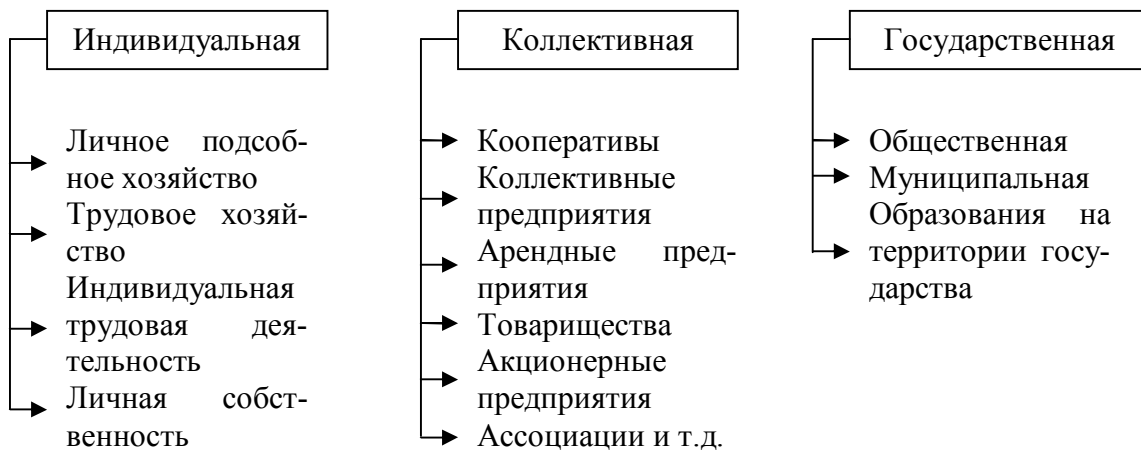 Индивидуальная
Личное подсоб-
ное хозяйство
Трудовое хозяй-
ство
Индивидуальная
трудовая дея-
тельность
Личная собст-
венность
Коллективная
Кооперативы
Коллективные
предприятия
Арендные пред-
приятия
Товарищества
Акционерные
предприятия
Ассоциации и т.д.
Государственная
Общественная
Муниципальная
Образования на
территории госу-
дарства